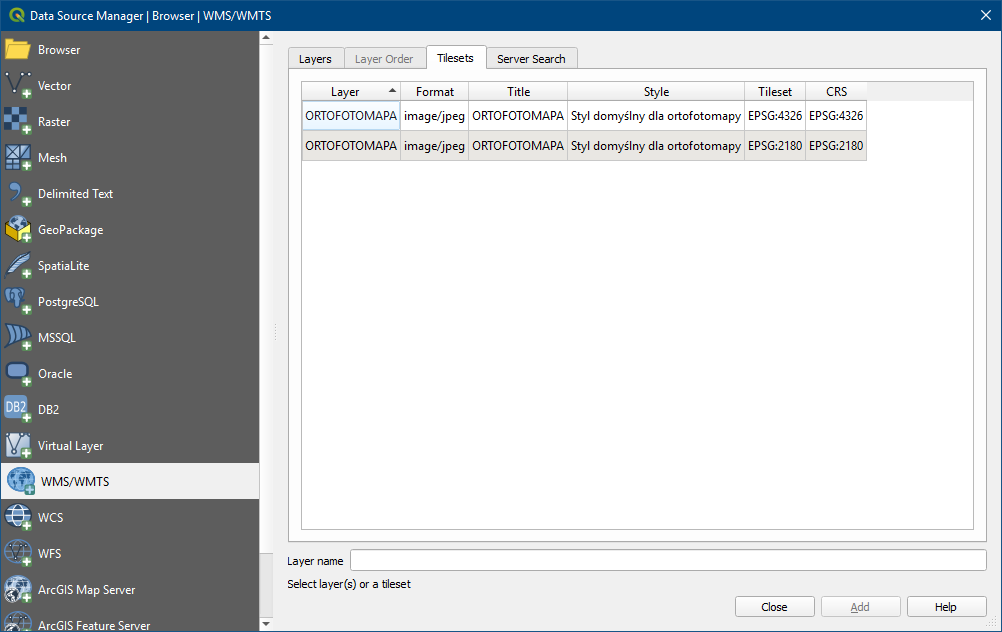 Data Source Manager | Browser | WMS/WMTS
Browser
Vector
Raster
Mesh
Delimited Text
GeoPackage
SpatiaLite
PostgreSQL
MSSQL
Oracle
DB2 DB2
Virtual Layer
WMS/WMTS
WCS
WFS
ArcGIS Map Server
ArcGIS Feature Server
Layers Layer Order Tilesets Server Search
Layer Format Title Style Tileset CRS
ORTOFOTOMAPA image/jpeg ORTOFOTOMAPA Styl domyślny dla ortofotomapy EPSG:4326 EPSG:4326
ORTOFOTOMAPA image/jpeg ORTOFOTOMAPA Styl domyślny dla ortofotomapy EPSG:2180 EPSG:2180
Layer name
Select layer(s) or a tileset
Close Add Help